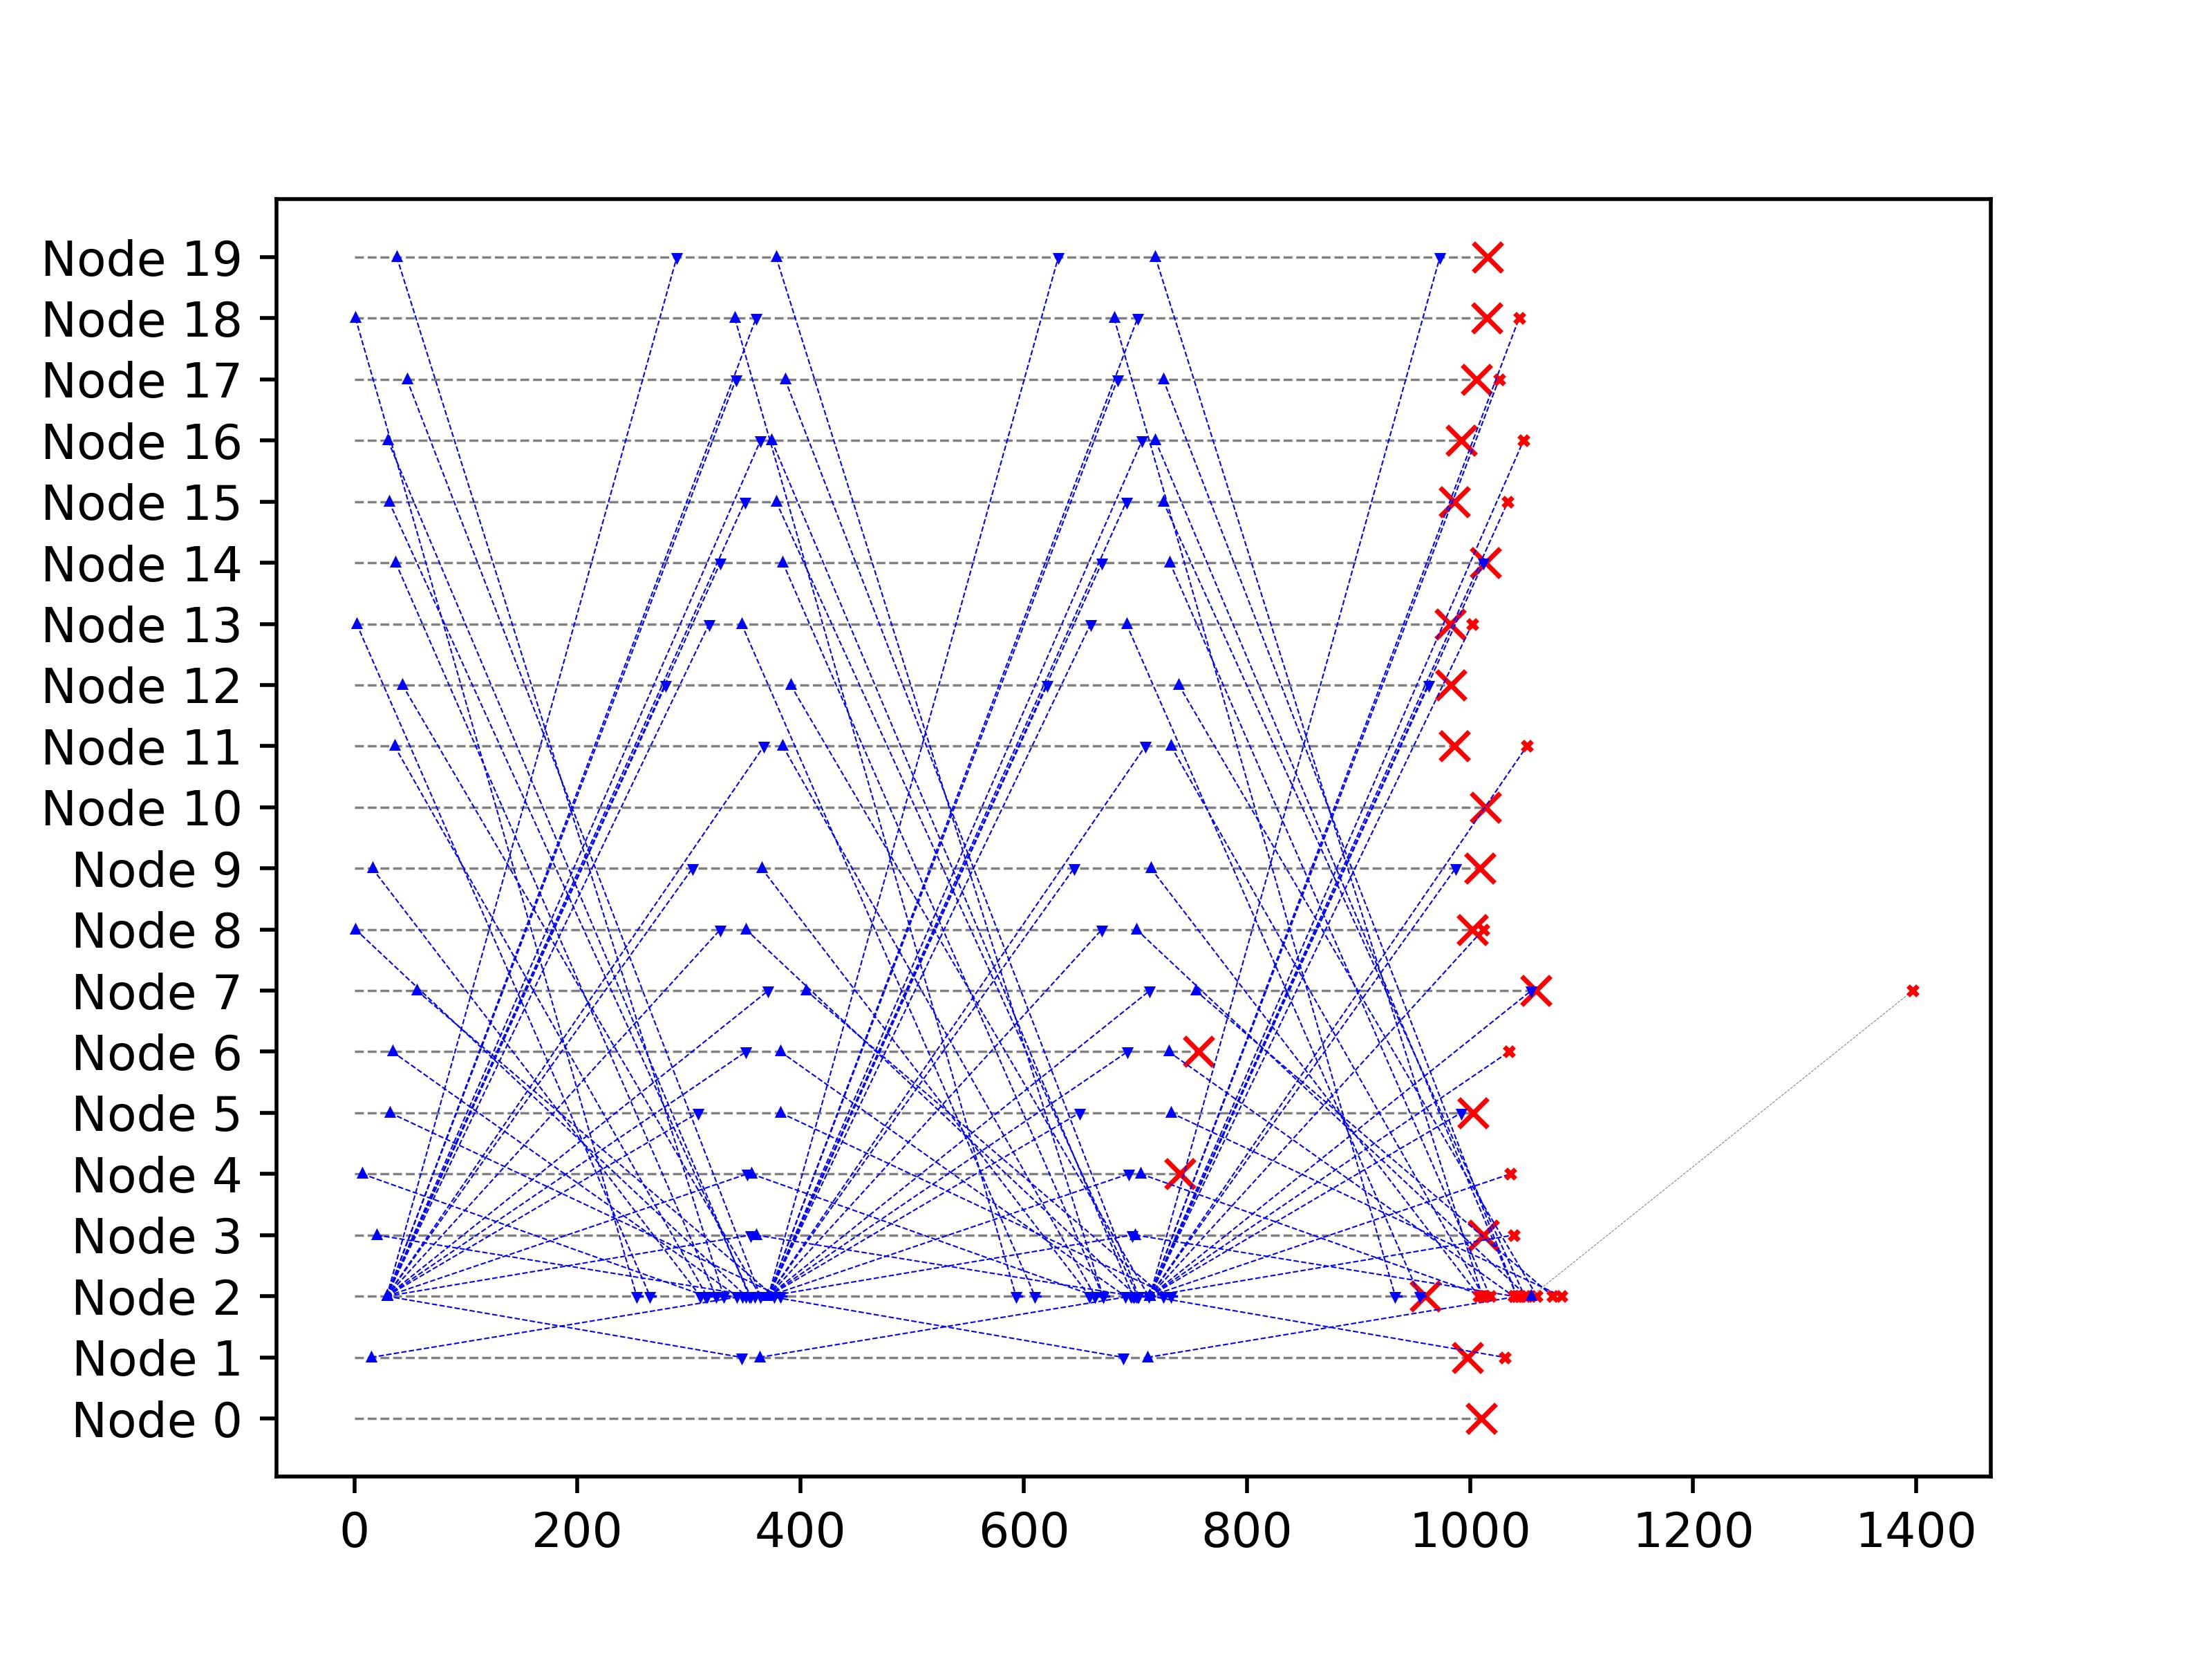 Node 19
Node 18
Node 17
Node 16
Node 15
Node 14
Node 13
Node 12
Node 11
Node 10
Node 9
Node 8
Node 7
Node 6
Node 5
Node 4
Node 3
Node 2
Node 1
Node 0
0 200 400 600 800 1000 1200 1400